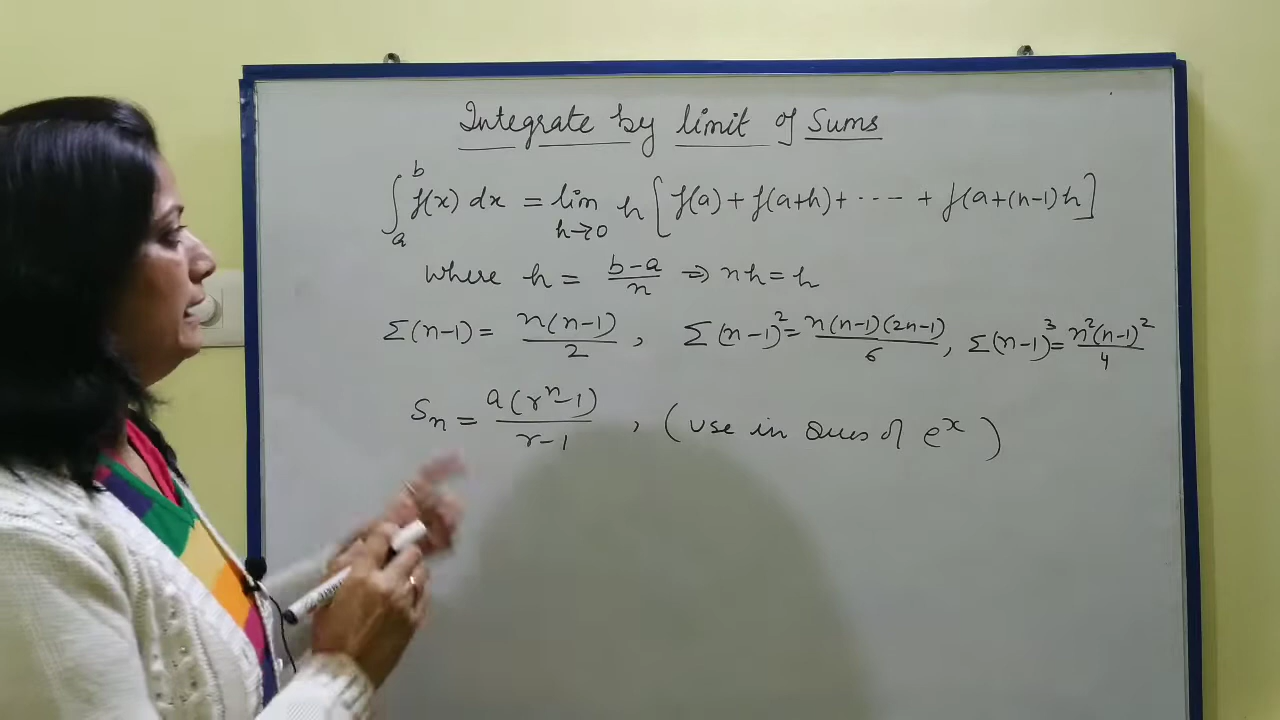 Integrate by limit of Sums
∫_a^b f(x) dx = lim_{h→0} h [f(a) + f(a+h) + ---- + f(a+(n-1)h]
where h = (b-a)/n ⇒ nh = h
Σ(n-1) = n(n-1)/2 , Σ(n-1)² = n(n-1)(2n-1)/6 , Σ(n-1)³ = n²(n-1)²/4
Sₙ = a(rⁿ-1)/r-1 , (use in Ques of eˣ)